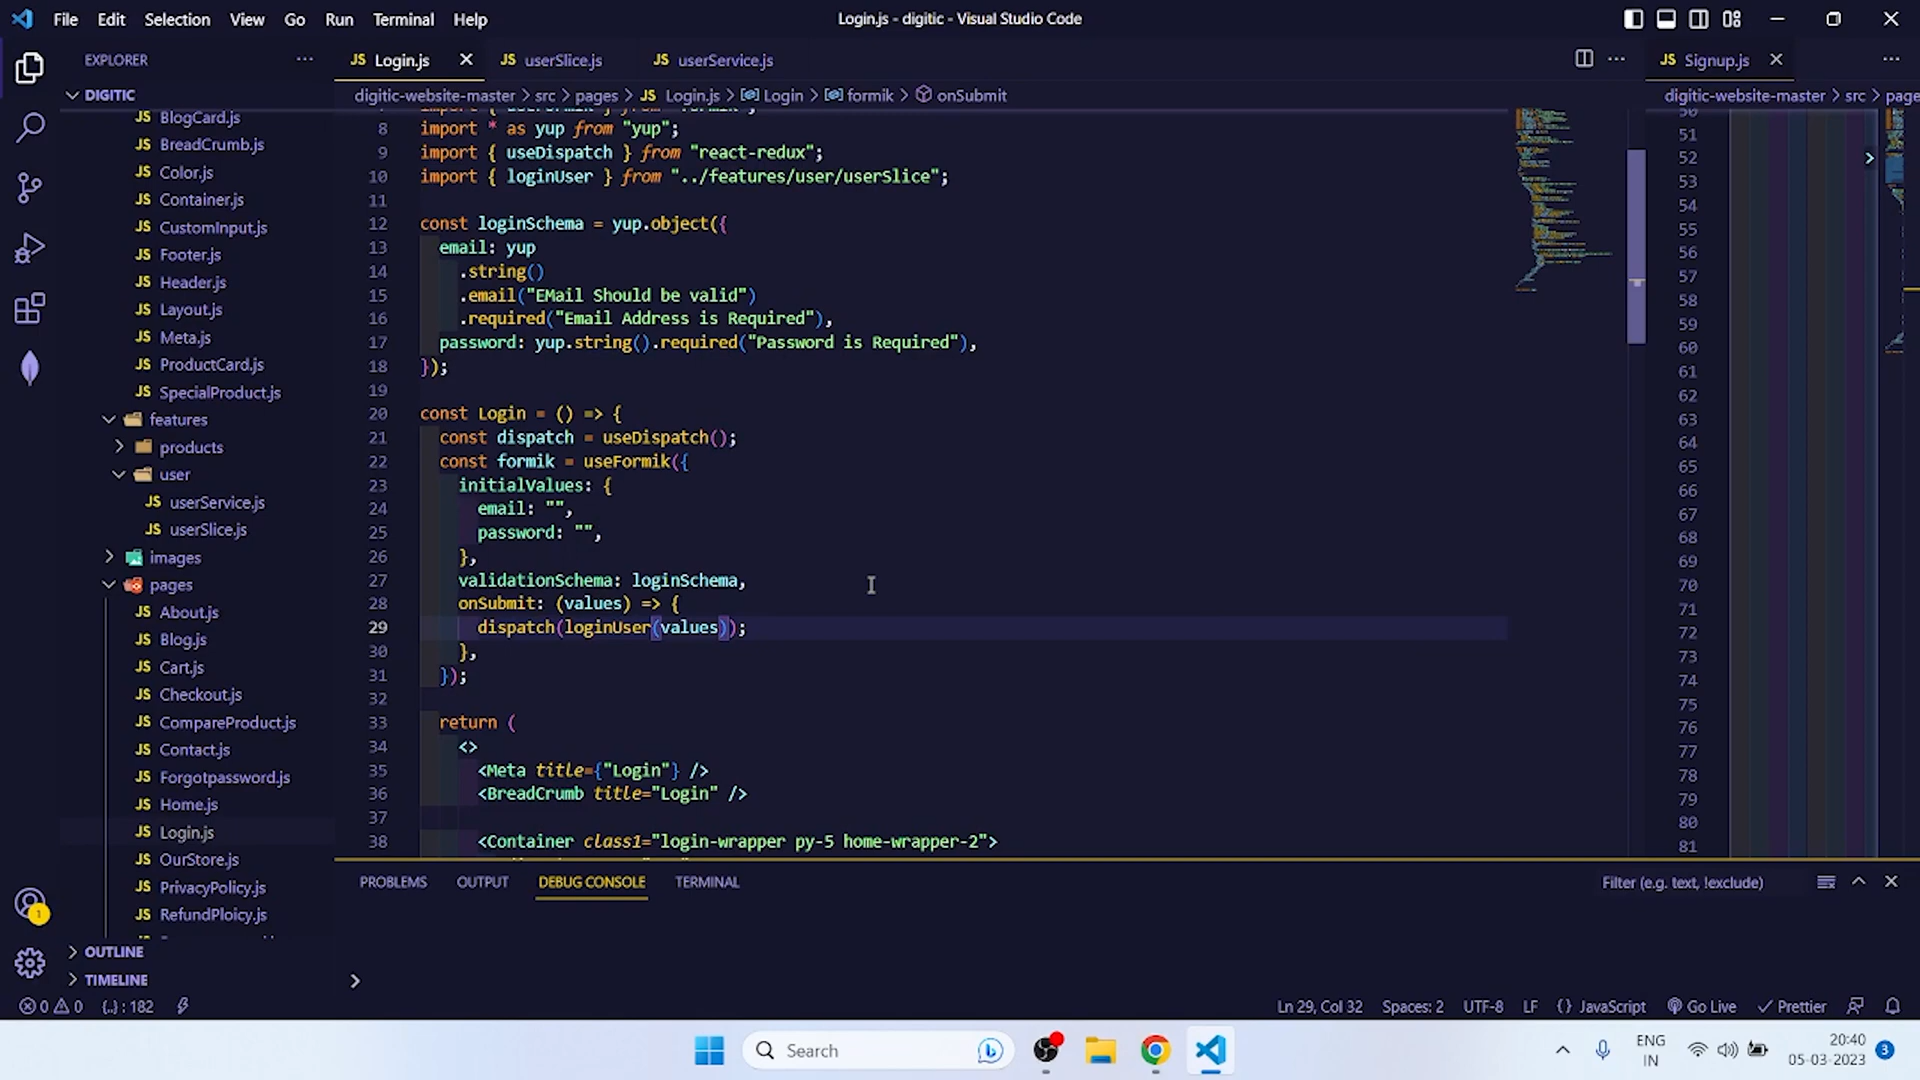 File Edit Selection View Go Run Terminal Help
Login.js - digitic - Visual Studio Code
EXPLORER
DIGITIC
BlogCard.js
BreadCrumb.js
Color.js
Container.js
CustomInput.js
Footer.js
Header.js
Layout.js
Meta.js
ProductCard.js
SpecialProduct.js
features
products
user
userService.js
userSlice.js
images
pages
About.js
Blog.js
Cart.js
Checkout.js
CompareProduct.js
Contact.js
Forgotpassword.js
Home.js
Login.js
OurStore.js
PrivacyPolicy.js
RefundPloicy.js
OUTLINE
TIMELINE
JS Login.js JS userSlice.js JS userService.js
digitic-website-master > src > pages > JS Login.js > Login > formik > onSubmit
8 import * as yup from "yup";
9 import { useDispatch } from "react-redux";
10 import { loginUser } from "../features/user/userSlice";
11
12 const loginSchema = yup.object({
13 email: yup
14 .string()
15 .email("EMail Should be valid")
16 .required("Email Address is Required"),
17 password: yup.string().required("Password is Required"),
18 });
19
20 const Login = () => {
21 const dispatch = useDispatch();
22 const formik = useFormik({
23 initialValues: {
24 email: "",
25 password: "",
26 },
27 validationSchema: loginSchema,
28 onSubmit: (values) => {
29 dispatch(loginUser(values));
30 },
31 });
32
33 return (
34 <>
35 <Meta title={"Login"} />
36 <BreadCrumb title="Login" />
37
38 <Container class1="login-wrapper py-5 home-wrapper-2">
JS Signup.js
digitic-website-master > src > pages
51
52
53
54
55
56
57
58
59
60
61
62
63
64
65
66
67
68
69
70
71
72
73
74
75
76
77
78
79
80
81
PROBLEMS OUTPUT DEBUG CONSOLE TERMINAL
Filter (e.g. text, !exclude)
0 0 {..} : 182
Ln 29, Col 32 Spaces: 2 UTF-8 LF {} JavaScript Go Live Prettier
1
Search
ENG
IN
20:40
05-03-2023
3